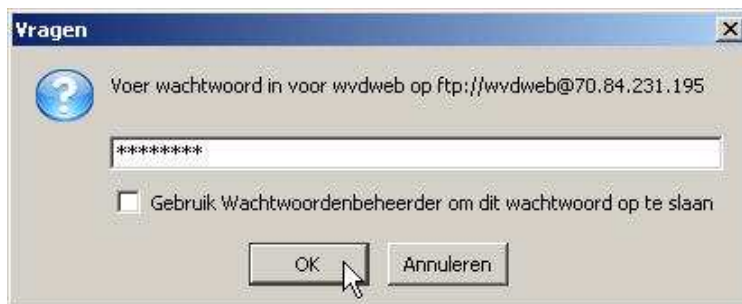 Vragen
Voer wachtwoord in voor wvdweb op ftp://wvdweb@70.84.231.195
********
Gebruik Wachtwoordenbeheerder om dit wachtwoord op te slaan
OK
Annuleren